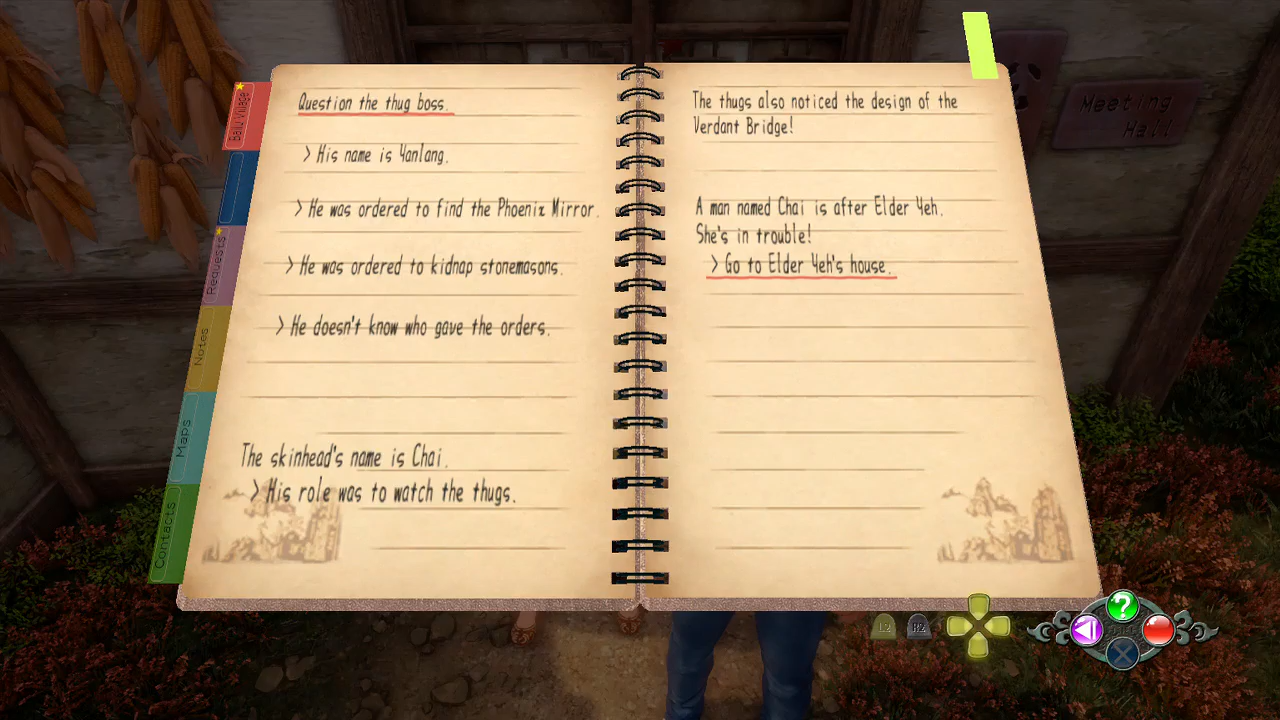 Question the thug boss.
> His name is Yanlang.
> He was ordered to find the Phoenix Mirror.
> He was ordered to kidnap stonemasons.
> He doesn't know who gave the orders.
The skinhead's name is Chai.
> His role was to watch the thugs.
The thugs also noticed the design of the
Verdant Bridge!
A man named Chai is after Elder Yeh.
She's in trouble!
> Go to Elder Yeh's house.
Bailu Village
Requests
Notes
Maps
Contacts
Meeting
Hall
L2
R2
?